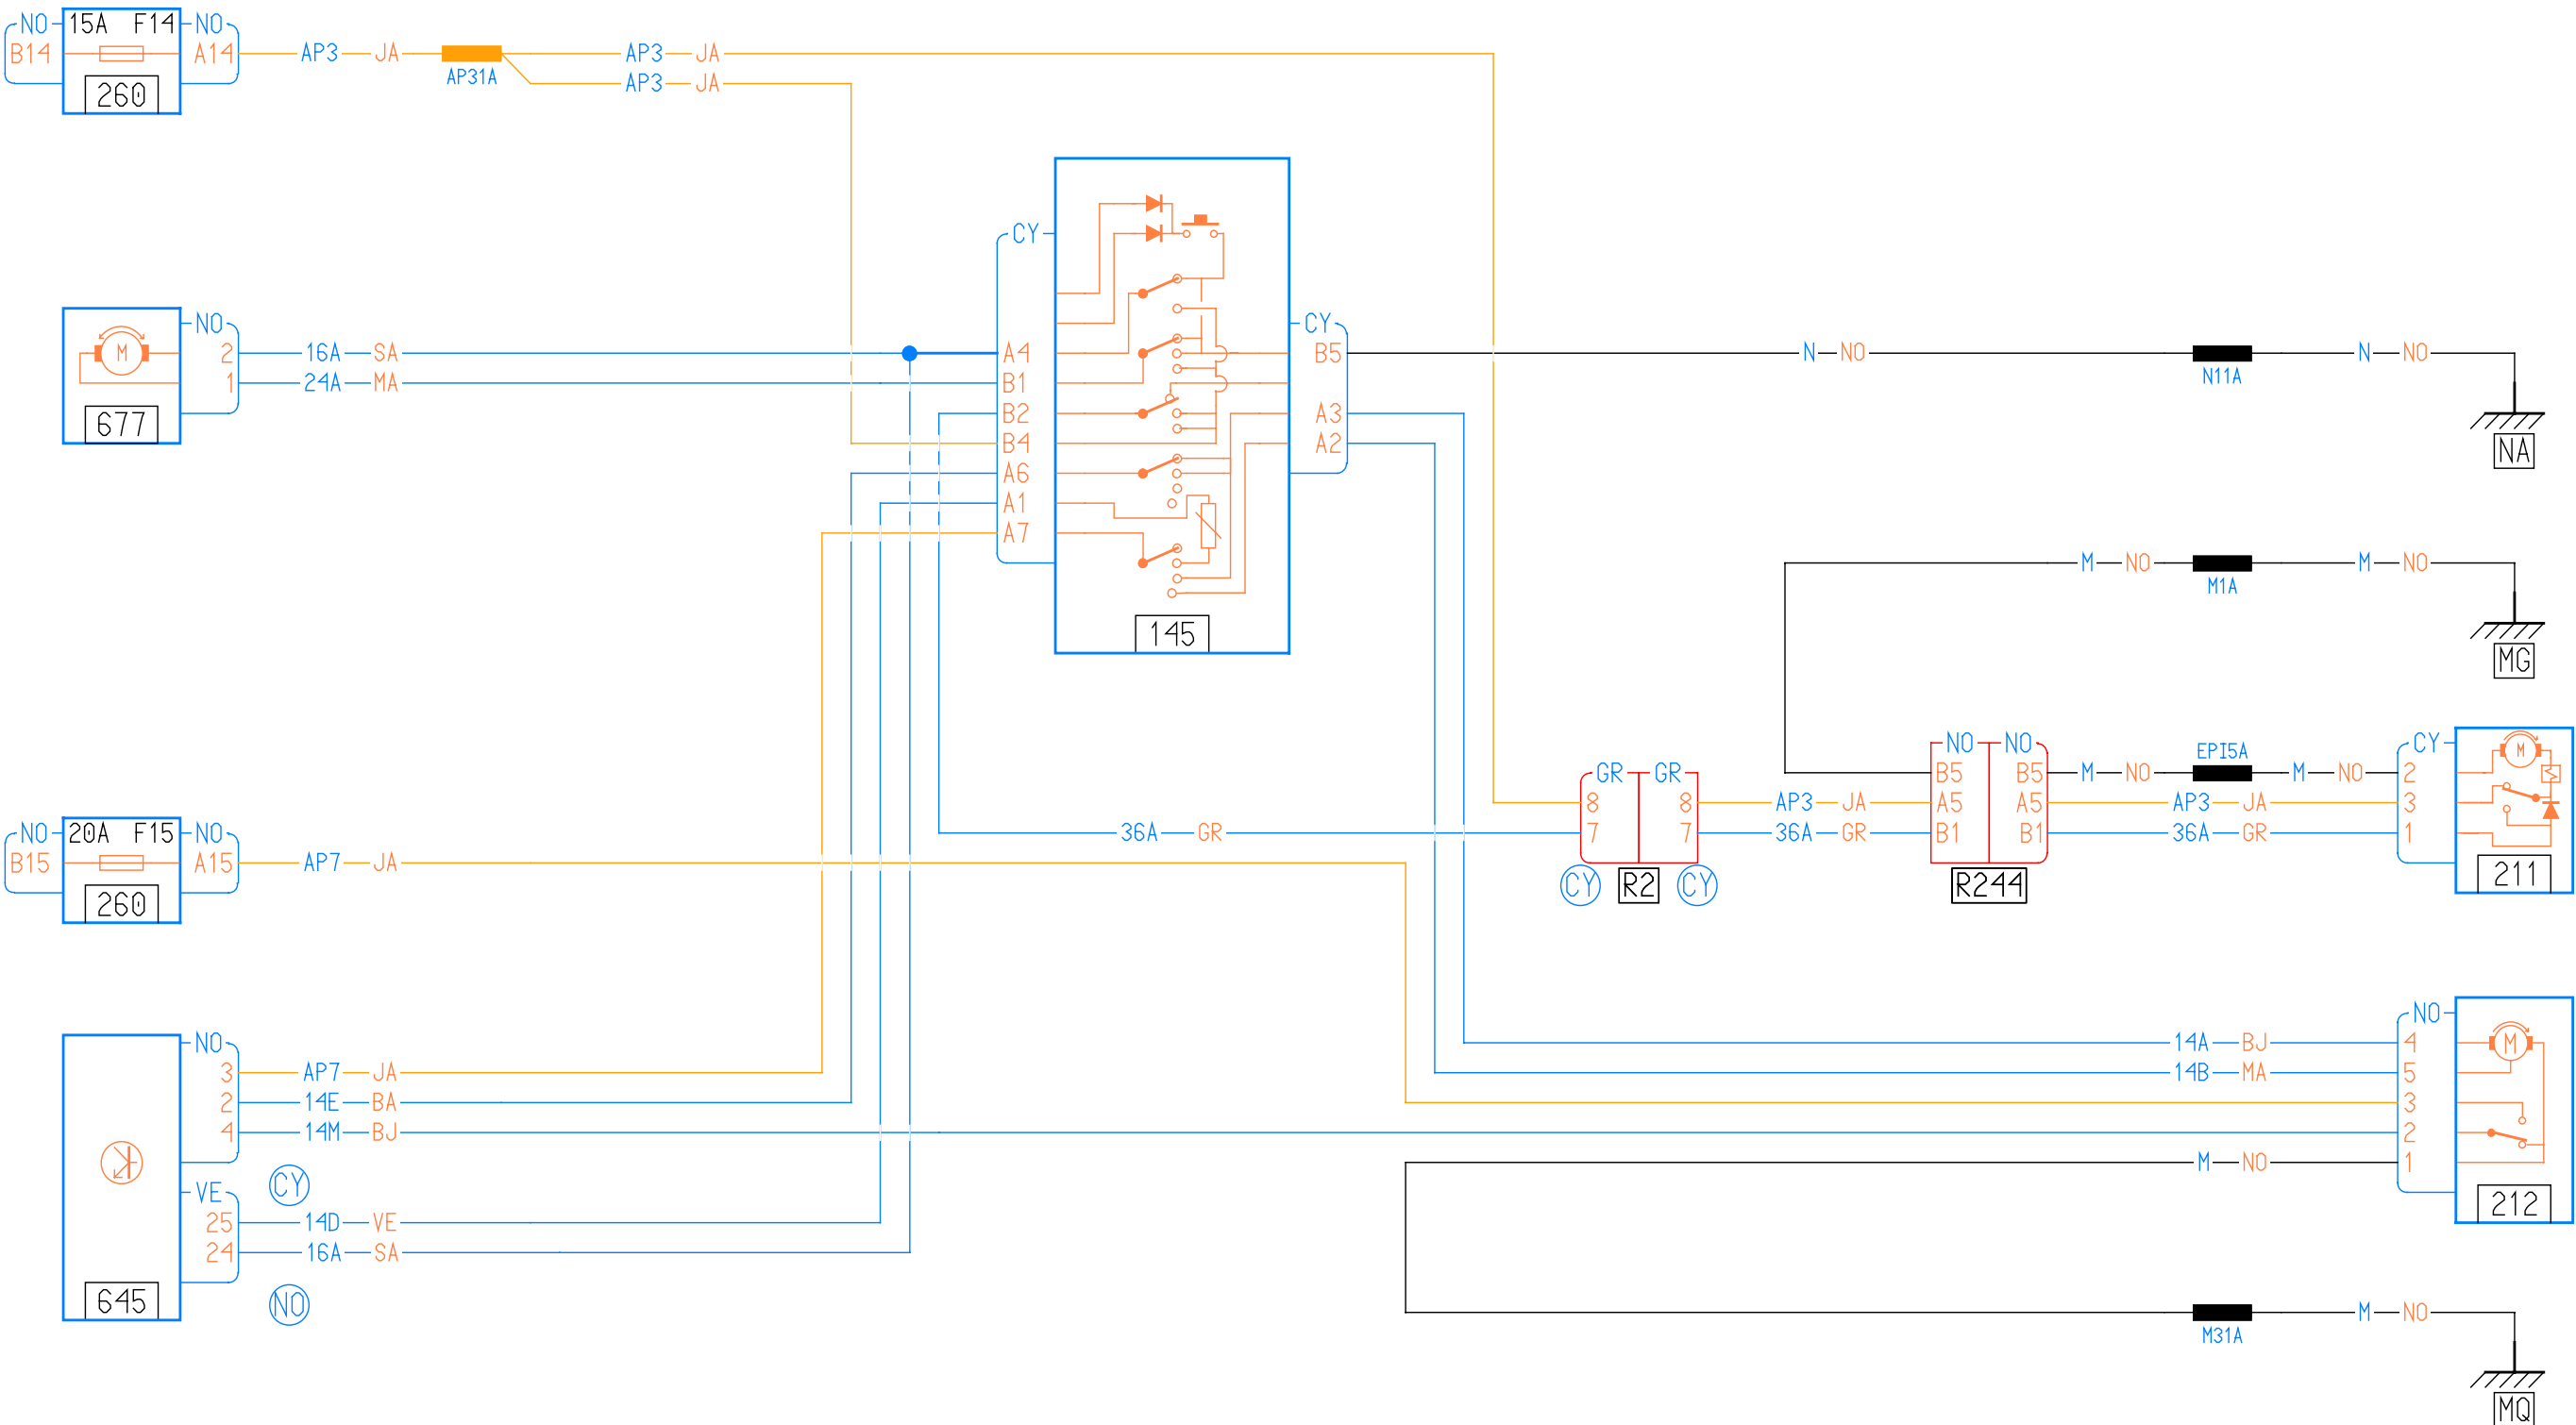 NO 15A F14 NO
B14 A14 AP3 JA AP3 JA
AP31A AP3 JA
260
CY
NO CY
2 16A SA A4 B5 N NO N NO
1 24A MA B1 N11A
B2 A3
677 B4 A2 NA
A6
A1
A7
M NO M NO
M1A
145
MG
NO NO EPI5A CY
GR GR B5 B5 M NO M NO 2
8 8 AP3 JA A5 A5 AP3 JA 3
NO 20A F15 NO 36A GR 7 7 36A GR B1 B1 36A GR 1
B15 A15 AP7 JA
260 CY R2 CY R244 211
M
NO
NO 14A BJ 4
3 AP7 JA 14B MA 5
2 14E BA 3
4 14M BJ 2
CY M NO 1
VE
25 14D VE 212
24 16A SA
645 NO
M NO
M31A
MQ